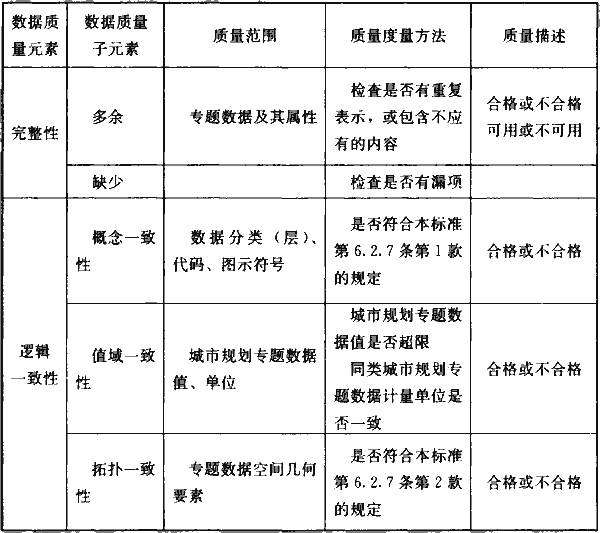 数据质量元素
数据质量子元素
质量范围
质量度量方法
质量描述
完整性
多余
专题数据及其属性
检查是否有重复
表示，或包含不应
有的内容
合格或不合格
可用或不可用
缺少
检查是否有漏项
逻辑
一致性
概念一致
性
数据分类（层）、
代码、图示符号
是否符合本标准
第6.2.7条第1款
的规定
合格或不合格
值域一致
性
城市规划专题数据
值、单位
城市规划专题数
据值是否超限
同类城市规划专
题数据计量单位是
否一致
合格或不合格
拓扑一致
性
专题数据空间几何
要素
是否符合本标准
第6.2.7条第2款
的规定
合格或不合格